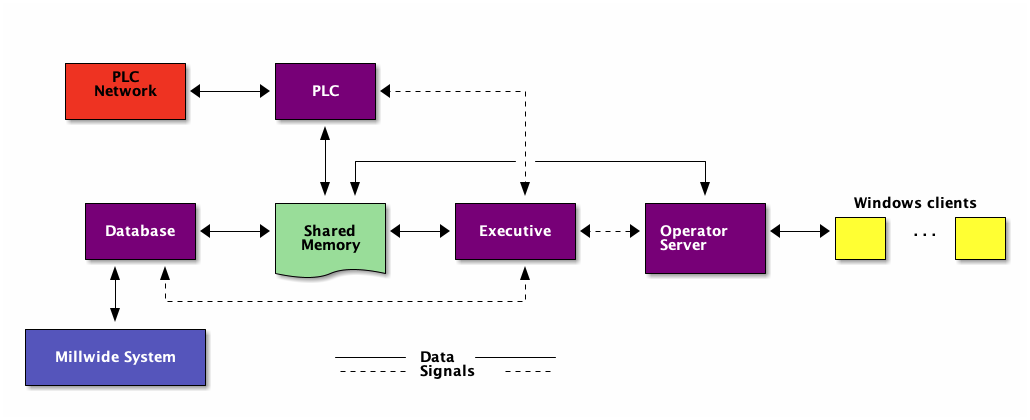 PLC
Network
PLC
Windows clients
Database
Shared
Memory
Executive
Operator
Server
...
Millwide System
Data
Signals